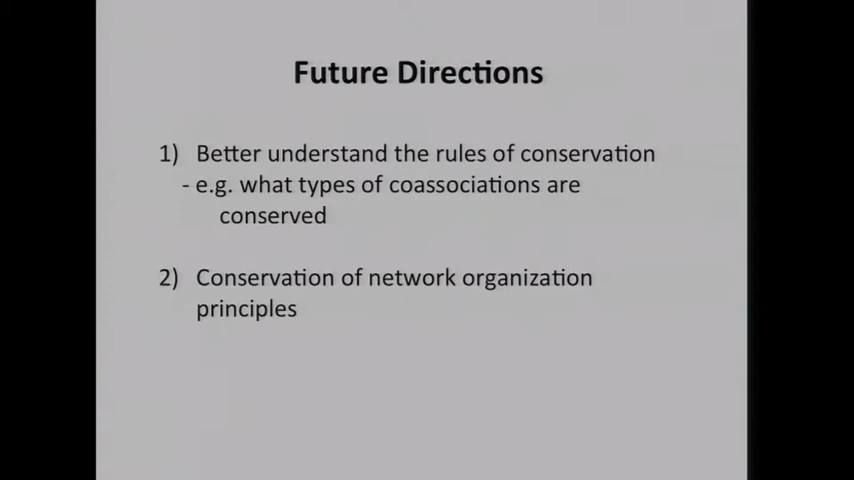 Future Directions
1) Better understand the rules of conservation
- e.g. what types of coassociations are
conserved
2) Conservation of network organization
principles